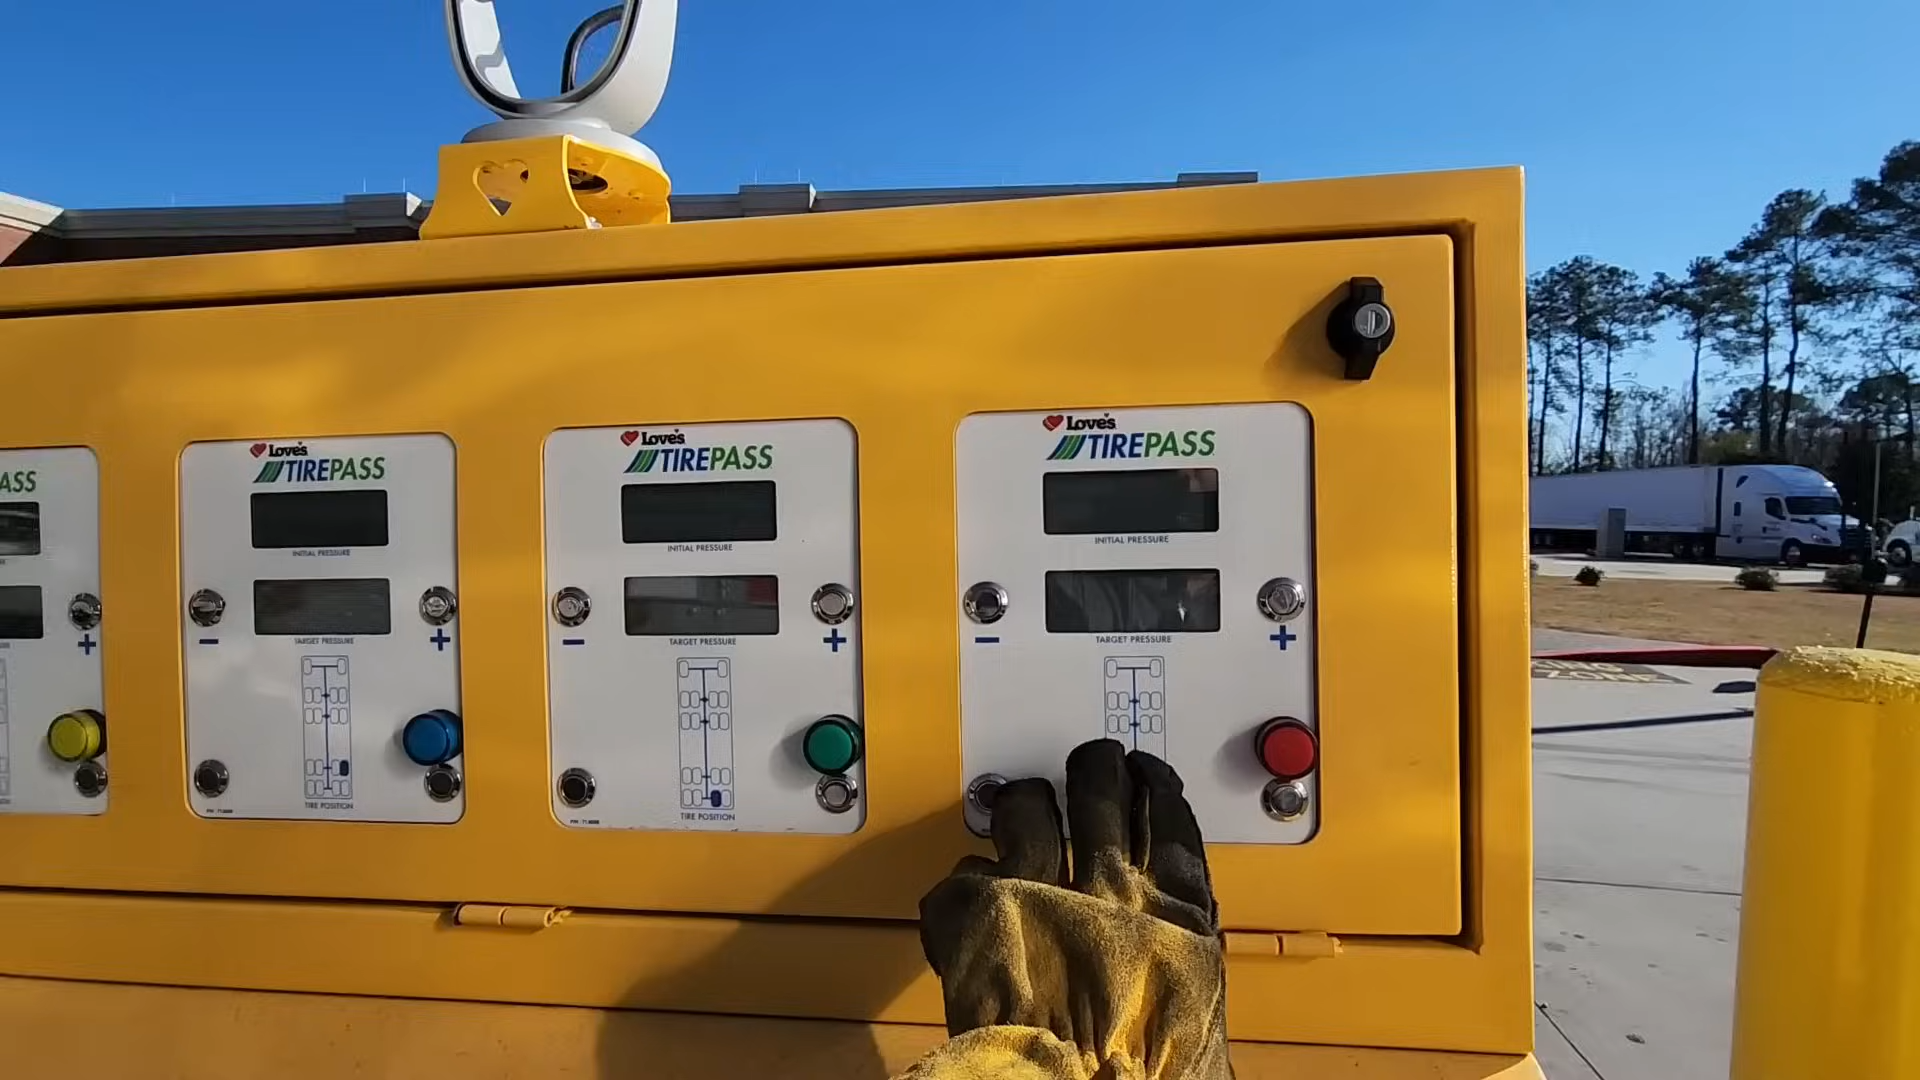 ASS
Love's
TIREPASS
INITIAL PRESSURE
−
+
TARGET PRESSURE
TIRE POSITION
Love's
TIREPASS
INITIAL PRESSURE
−
+
TARGET PRESSURE
TIRE POSITION
Love's
TIREPASS
INITIAL PRESSURE
−
+
TARGET PRESSURE
+
ZONE